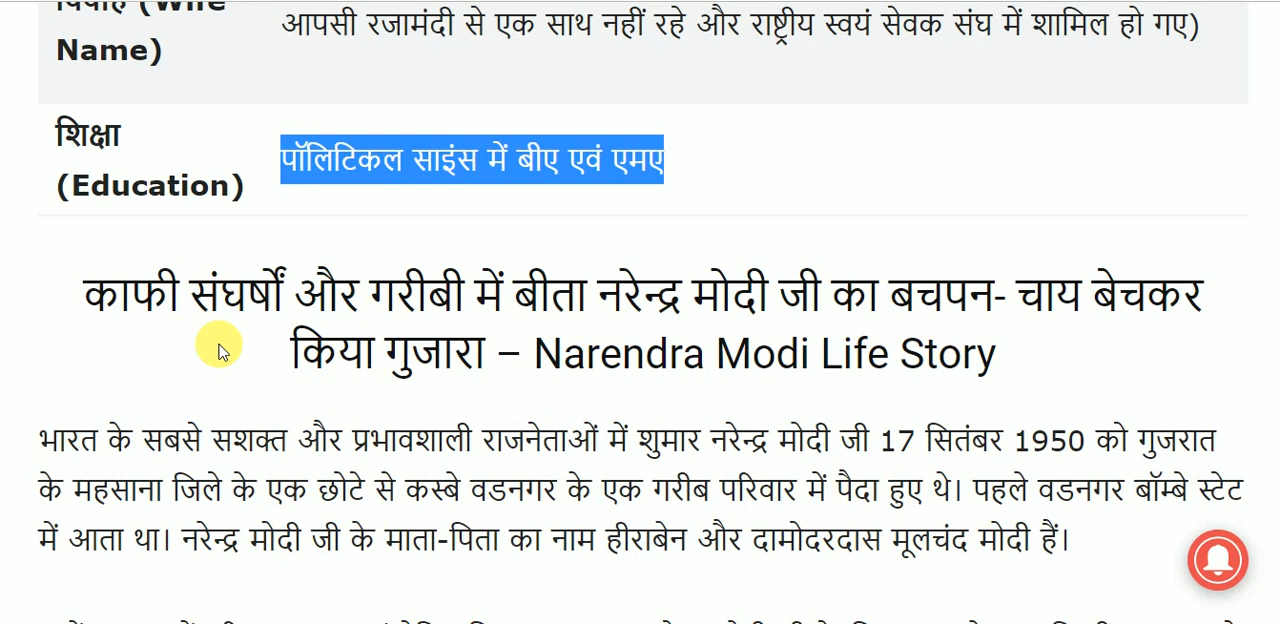 आपसी रजामंदी से एक साथ नहीं रहे और राष्ट्रीय स्वयं सेवक संघ में शामिल हो गए)
Name)
शिक्षा
(Education)
पॉलिटिकल साइंस में बीए एवं एमए
काफी संघर्षों और गरीबी में बीता नरेन्द्र मोदी जी का बचपन- चाय बेचकर
किया गुजारा – Narendra Modi Life Story
भारत के सबसे सशक्त और प्रभावशाली राजनेताओं में शुमार नरेन्द्र मोदी जी 17 सितंबर 1950 को गुजरात
के महसाना जिले के एक छोटे से कस्बे वडनगर के एक गरीब परिवार में पैदा हुए थे। पहले वडनगर बॉम्बे स्टेट
में आता था। नरेन्द्र मोदी जी के माता-पिता का नाम हीराबेन और दामोदरदास मूलचंद मोदी हैं।